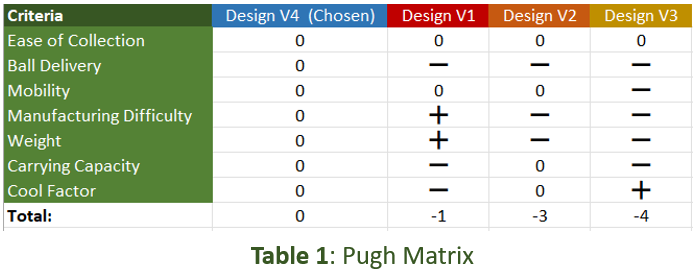 Criteria Design V4 (Chosen) Design V1 Design V2 Design V3
Ease of Collection 0 0 0 0
Ball Delivery 0 − − −
Mobility 0 0 0 −
Manufacturing Difficulty 0 + − −
Weight 0 + − −
Carrying Capacity 0 − 0 −
Cool Factor 0 − 0 +
Total: 0 -1 -3 -4
Table 1: Pugh Matrix